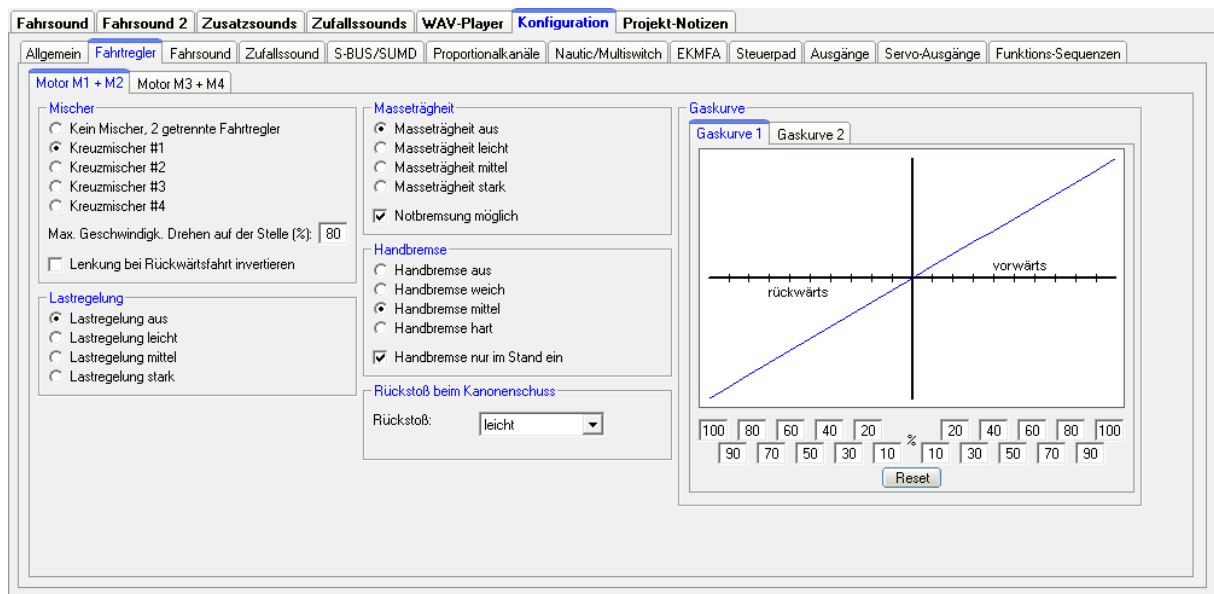 Fahrsound Fahrsound 2 Zusatzsounds Zufallssounds WAV-Player Konfiguration Projekt-Notizen
Allgemein Fahrtregler Fahrsound Zufallssound S-BUS/SUMD Proportionalkanäle Nautic/Multiswitch EKMFA Steuerpad Ausgänge Servo-Ausgänge Funktions-Sequenzen
Motor M1 + M2 Motor M3 + M4
Mischer
Kein Mischer, 2 getrennte Fahrtregler
Kreuzmischer #1
Kreuzmischer #2
Kreuzmischer #3
Kreuzmischer #4
Max. Geschwindigk. Drehen auf der Stelle (%): 80
Lenkung bei Rückwärtsfahrt invertieren
Lastregelung
Lastregelung aus
Lastregelung leicht
Lastregelung mittel
Lastregelung stark
Masseträgheit
Masseträgheit aus
Masseträgheit leicht
Masseträgheit mittel
Masseträgheit stark
Notbremsung möglich
Handbremse
Handbremse aus
Handbremse weich
Handbremse mittel
Handbremse hart
Handbremse nur im Stand ein
Rückstoß beim Kanonenschuss
Rückstoß: leicht
Gaskurve
Gaskurve 1 Gaskurve 2
vorwärts
rückwärts
100 80 60 40 20 % 20 40 60 80 100
90 70 50 30 10 10 30 50 70 90
Reset